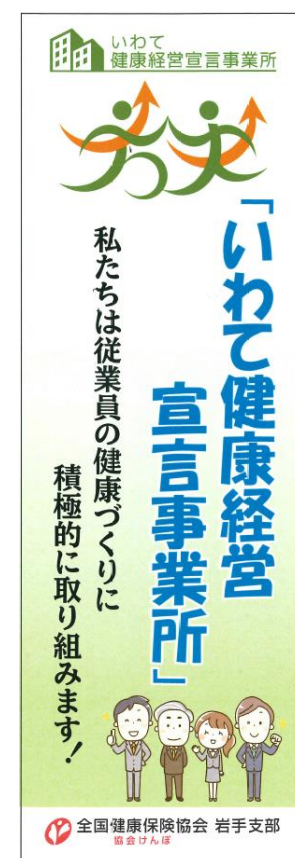 いわて
健康経営宣言事業所
「いわて健康経営
宣言事業所」
私たちは従業員の健康づくりに
積極的に取り組みます！
全国健康保険協会 岩手支部
協会けんぽ